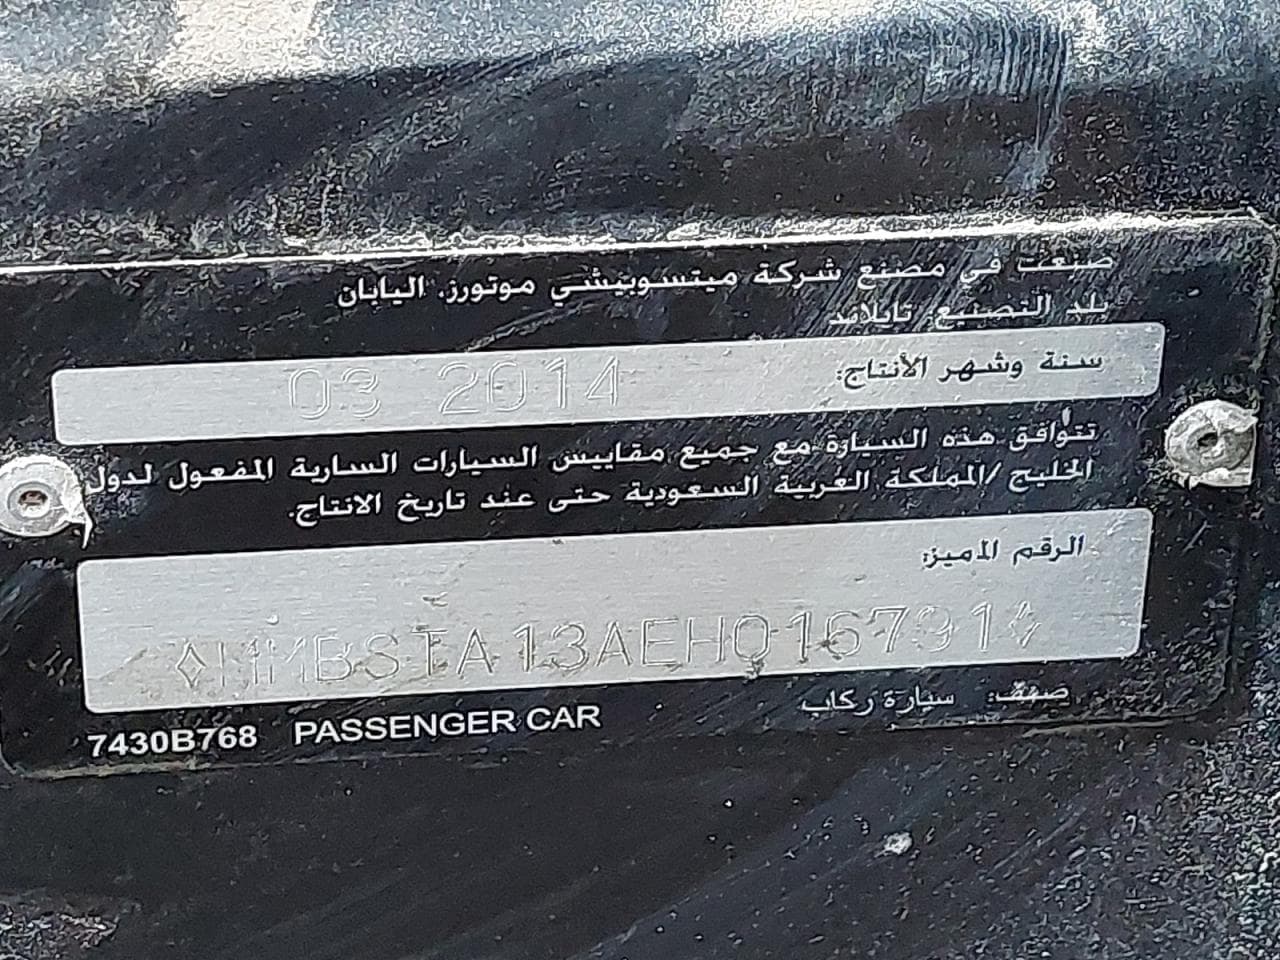 صنعت في مصنع شركة ميتسوبيشي موتورز. اليابان
بلد التصنيع. تايلاند
سنة وشهر الأنتاج: 03 2014
تتوافق هذه السيارة مع جميع مقاييس السيارات السارية المفعول لدول
الخليج /المملكة العربية السعودية حتى عند تاريخ الانتاج.
الرقم المميز:
◊MMBSTA13AEH016791◊
صنف: سيارة ركاب
7430B768 PASSENGER CAR